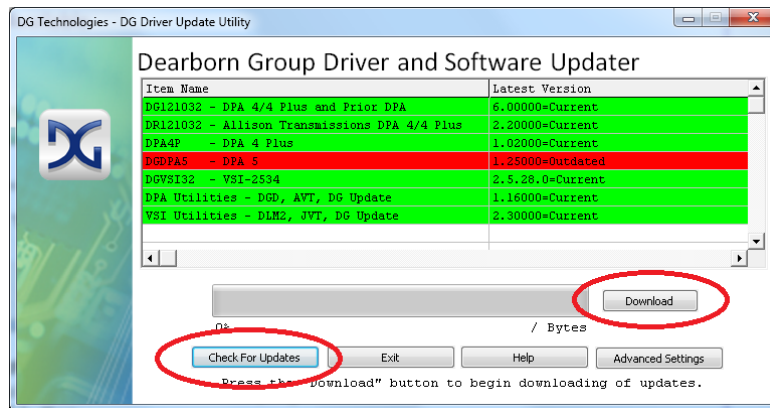 DG Technologies - DG Driver Update Utility
Dearborn Group Driver and Software Updater
Item Name Latest Version
DG121032 - DPA 4/4 Plus and Prior DPA 6.00000=Current
DR121032 - Allison Transmissions DPA 4/4 Plus 2.20000=Current
DPA4P - DPA 4 Plus 1.02000=Current
DGDPA5 - DPA 5 1.25000=Outdated
DGVSI32 - VSI-2534 2.5.28.0=Current
DPA Utilities - DGD, AVT, DG Update 1.16000=Current
VSI Utilities - DLM2, JVT, DG Update 2.30000=Current
DG
Download
0% / Bytes
Check For Updates Exit Help Advanced Settings
Press the "Download" button to begin downloading of updates.